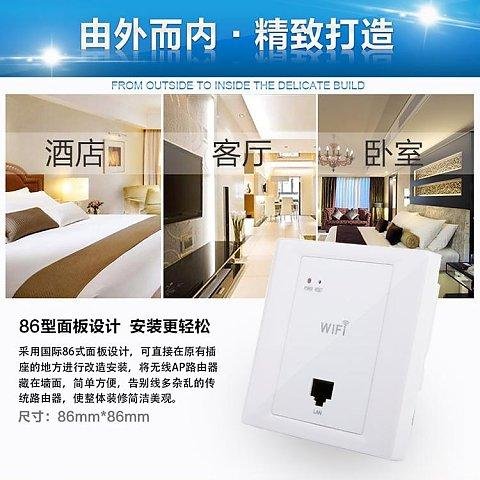 由外而内·精致打造
FROM OUTSIDE TO INSIDE THE DELICATE BUILD
酒店 客厅 卧室
86型面板设计 安装更轻松
采用国际86式面板设计，可直接在原有插
座的地方进行改造安装，将无线AP路由器
藏在墙面，简单方便，告别线多杂乱的传
统路由器，使整体装修简洁美观。
尺寸：86mm*86mm
POWER RESET
WiFi
LAN